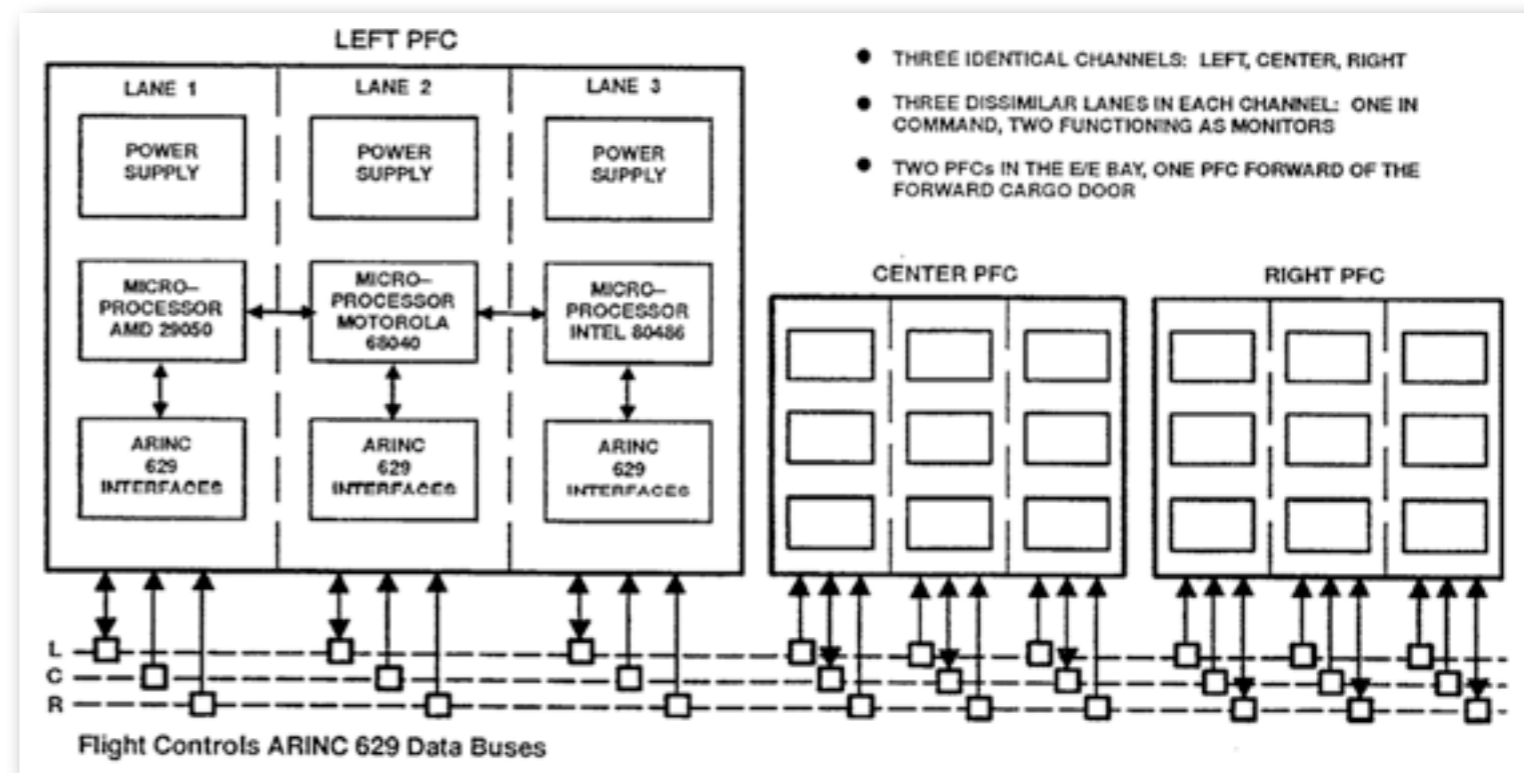 LEFT PFC
LANE 1
LANE 2
LANE 3
POWER
SUPPLY
POWER
SUPPLY
POWER
SUPPLY
MICRO–
PROCESSOR
AMD 29050
MICRO–
PROCESSOR
MOTOROLA
68040
MICRO–
PROCESSOR
INTEL 80486
ARINC
629
INTERFACES
ARINC
629
INTERFACES
ARINC
629
INTERFACES
● THREE IDENTICAL CHANNELS: LEFT, CENTER, RIGHT
● THREE DISSIMILAR LANES IN EACH CHANNEL: ONE IN
COMMAND, TWO FUNCTIONING AS MONITORS
● TWO PFCs IN THE E/E BAY, ONE PFC FORWARD OF THE
FORWARD CARGO DOOR
CENTER PFC
RIGHT PFC
L
C
R
Flight Controls ARINC 629 Data Buses